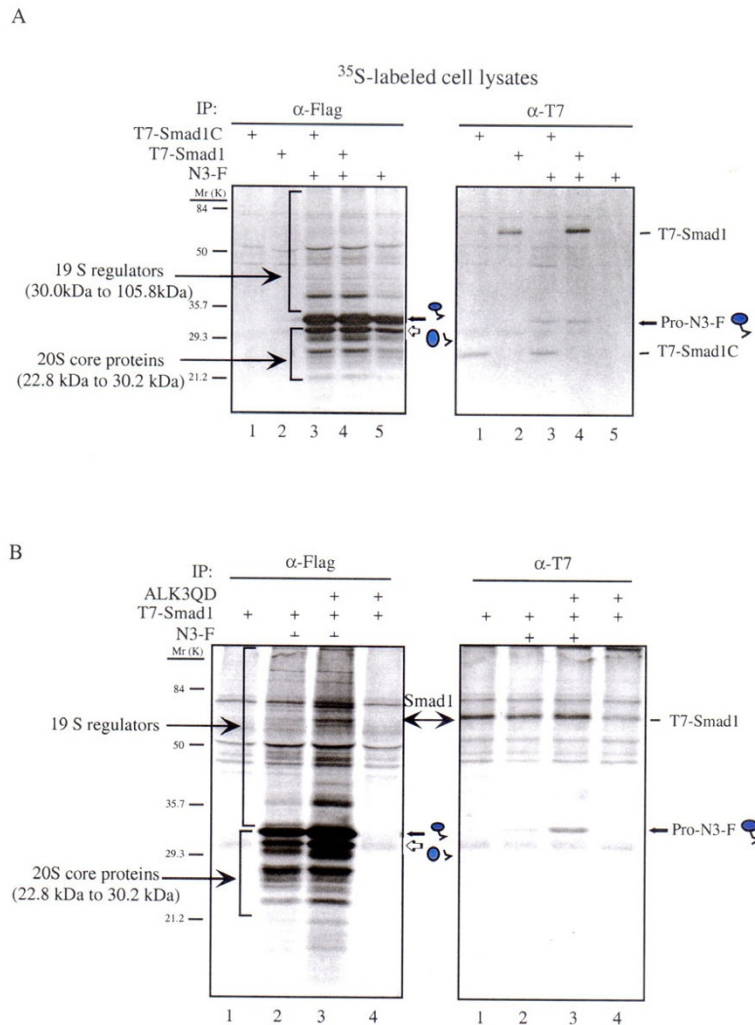 A
35S-labeled cell lysates
IP: α-Flag α-T7
T7-Smad1C + + + +
T7-Smad1 + + + +
N3-F + + + + + +
Mr (K)
84
50
35.7
29.3
21.2
19 S regulators
(30.0kDa to 105.8kDa)
20S core proteins
(22.8 kDa to 30.2 kDa)
T7-Smad1
Pro-N3-F
T7-Smad1C
1 2 3 4 5 1 2 3 4 5
B
IP: α-Flag α-T7
ALK3QD + + + +
T7-Smad1 + + + + + + + +
N3-F + + + +
Mr (K)
84
50
35.7
29.3
21.2
19 S regulators
20S core proteins
(22.8 kDa to 30.2 kDa)
Smad1
T7-Smad1
Pro-N3-F
1 2 3 4 1 2 3 4